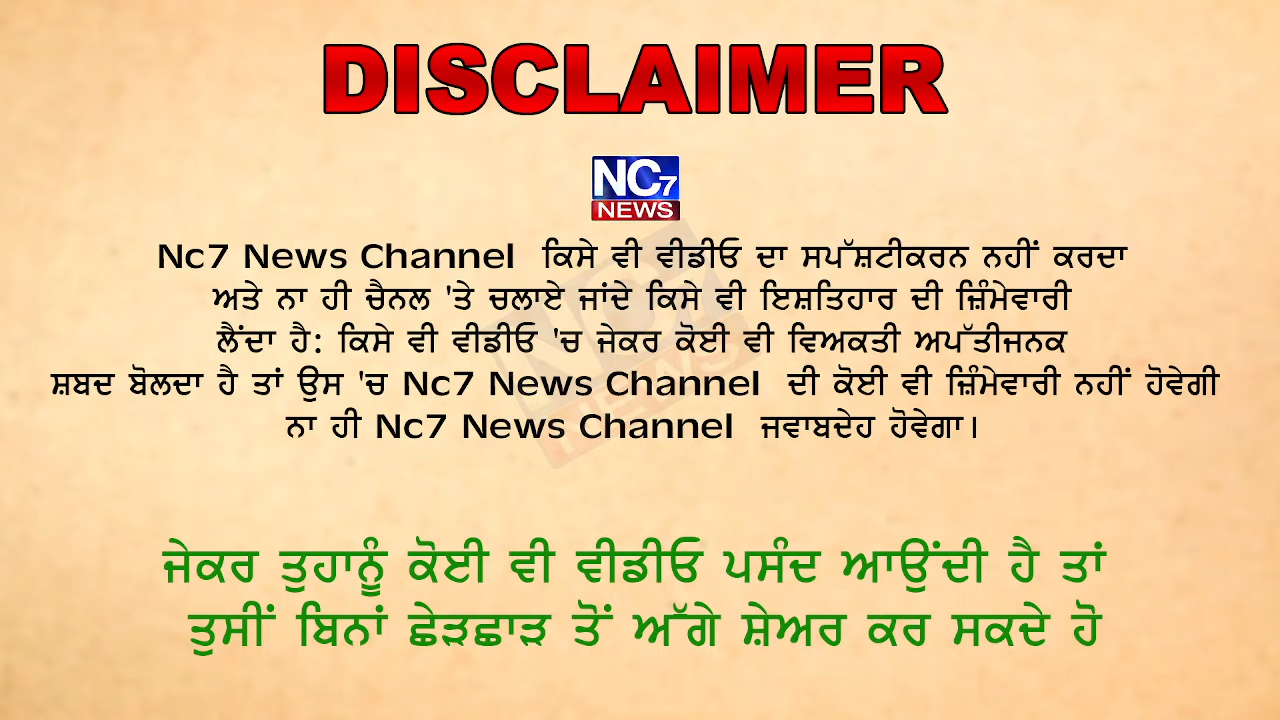 DISCLAIMER
NC7
NEWS
Nc7 News Channel ਕਿਸੇ ਵੀ ਵੀਡੀਓ ਦਾ ਸਪੱਸ਼ਟੀਕਰਨ ਨਹੀਂ ਕਰਦਾ
ਅਤੇ ਨਾ ਹੀ ਚੈਨਲ 'ਤੇ ਚਲਾਏ ਜਾਂਦੇ ਕਿਸੇ ਵੀ ਇਸ਼ਤਿਹਾਰ ਦੀ ਜ਼ਿੰਮੇਵਾਰੀ
ਲੈਂਦਾ ਹੈ: ਕਿਸੇ ਵੀ ਵੀਡੀਓ 'ਚ ਜੇਕਰ ਕੋਈ ਵੀ ਵਿਅਕਤੀ ਅਪੱਤੀਜਨਕ
ਸ਼ਬਦ ਬੋਲਦਾ ਹੈ ਤਾਂ ਉਸ 'ਚ Nc7 News Channel ਦੀ ਕੋਈ ਵੀ ਜ਼ਿੰਮੇਵਾਰੀ ਨਹੀਂ ਹੋਵੇਗੀ
ਨਾ ਹੀ Nc7 News Channel ਜਵਾਬਦੇਹ ਹੋਵੇਗਾ।
ਜੇਕਰ ਤੁਹਾਨੂੰ ਕੋਈ ਵੀ ਵੀਡੀਓ ਪਸੰਦ ਆਉਂਦੀ ਹੈ ਤਾਂ
ਤੁਸੀਂ ਬਿਨਾਂ ਛੇੜਛਾੜ ਤੋਂ ਅੱਗੇ ਸ਼ੇਅਰ ਕਰ ਸਕਦੇ ਹੋ